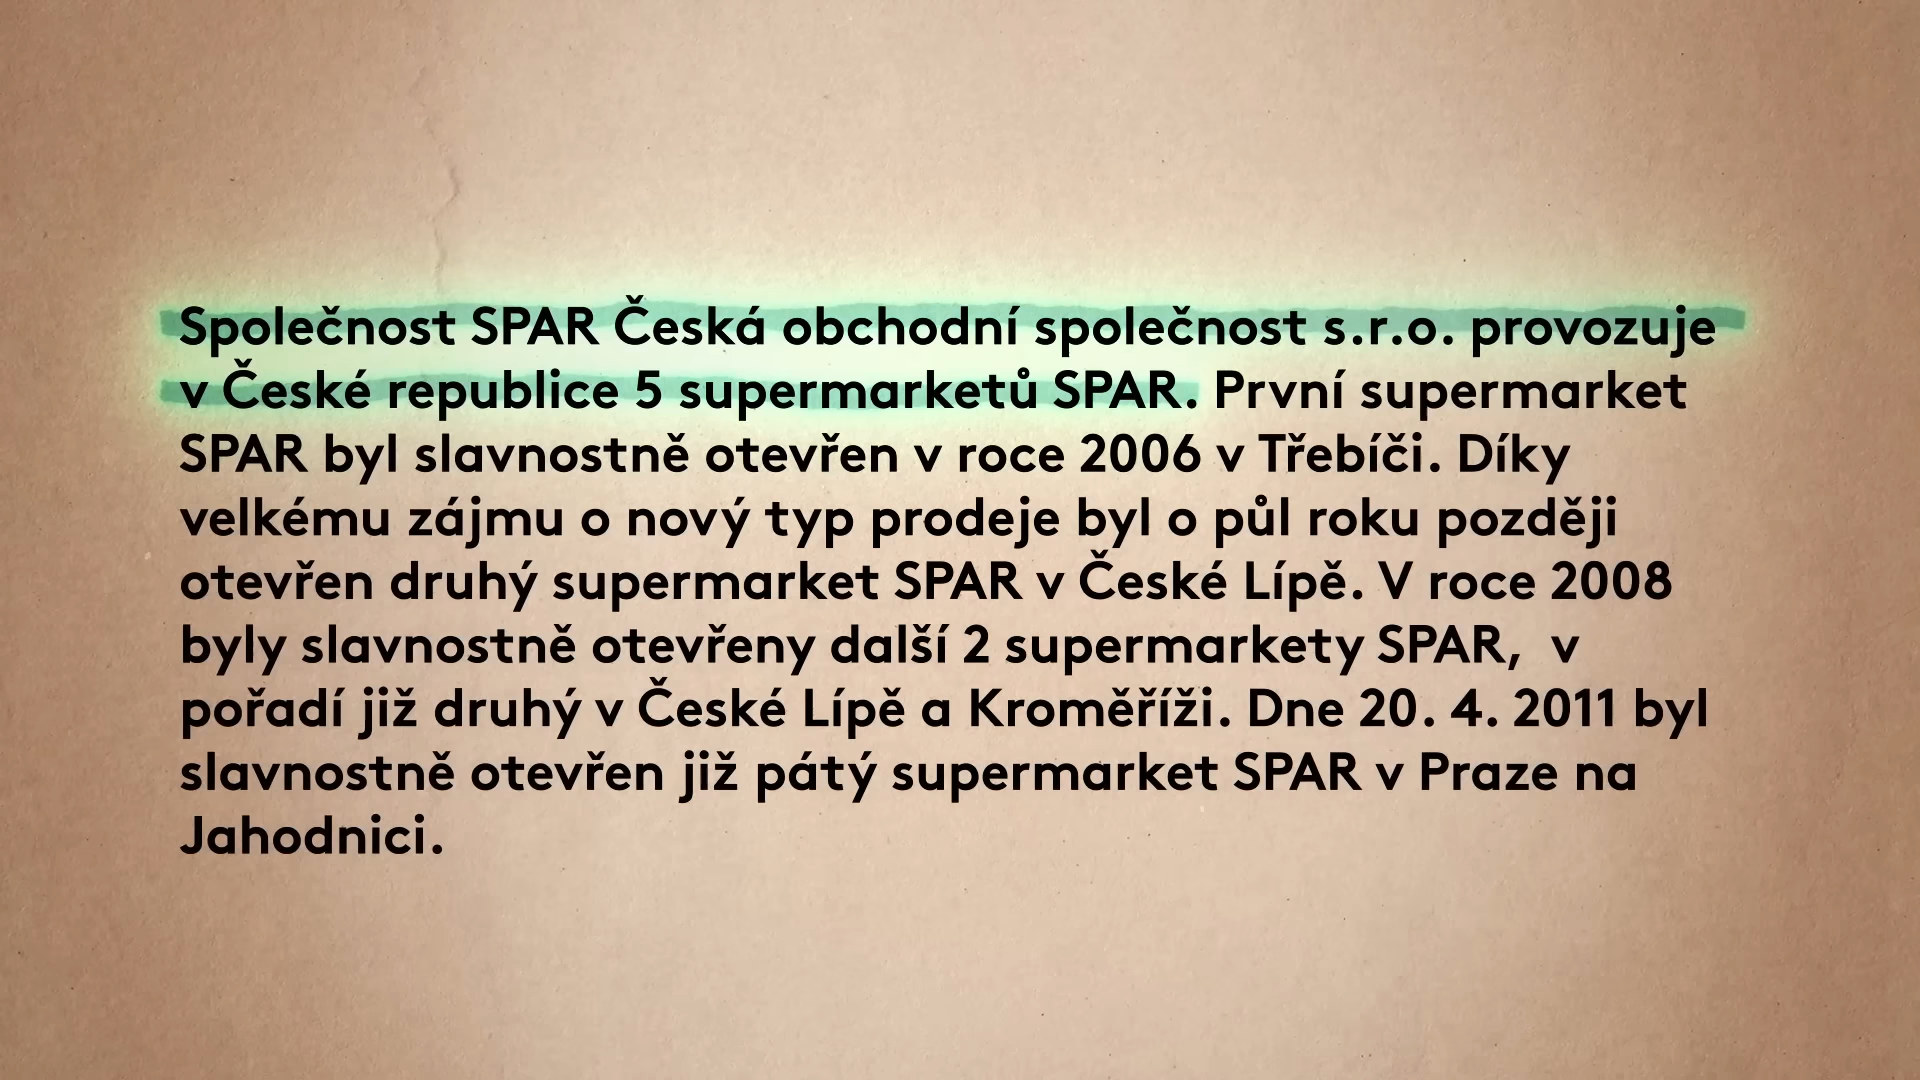 Společnost SPAR Česká obchodní společnost s.r.o. provozuje
v České republice 5 supermarketů SPAR. První supermarket
SPAR byl slavnostně otevřen v roce 2006 v Třebíči. Díky
velkému zájmu o nový typ prodeje byl o půl roku později
otevřen druhý supermarket SPAR v České Lípě. V roce 2008
byly slavnostně otevřeny další 2 supermarkety SPAR,  v
pořadí již druhý v České Lípě a Kroměříži. Dne 20. 4. 2011 byl
slavnostně otevřen již pátý supermarket SPAR v Praze na
Jahodnici.